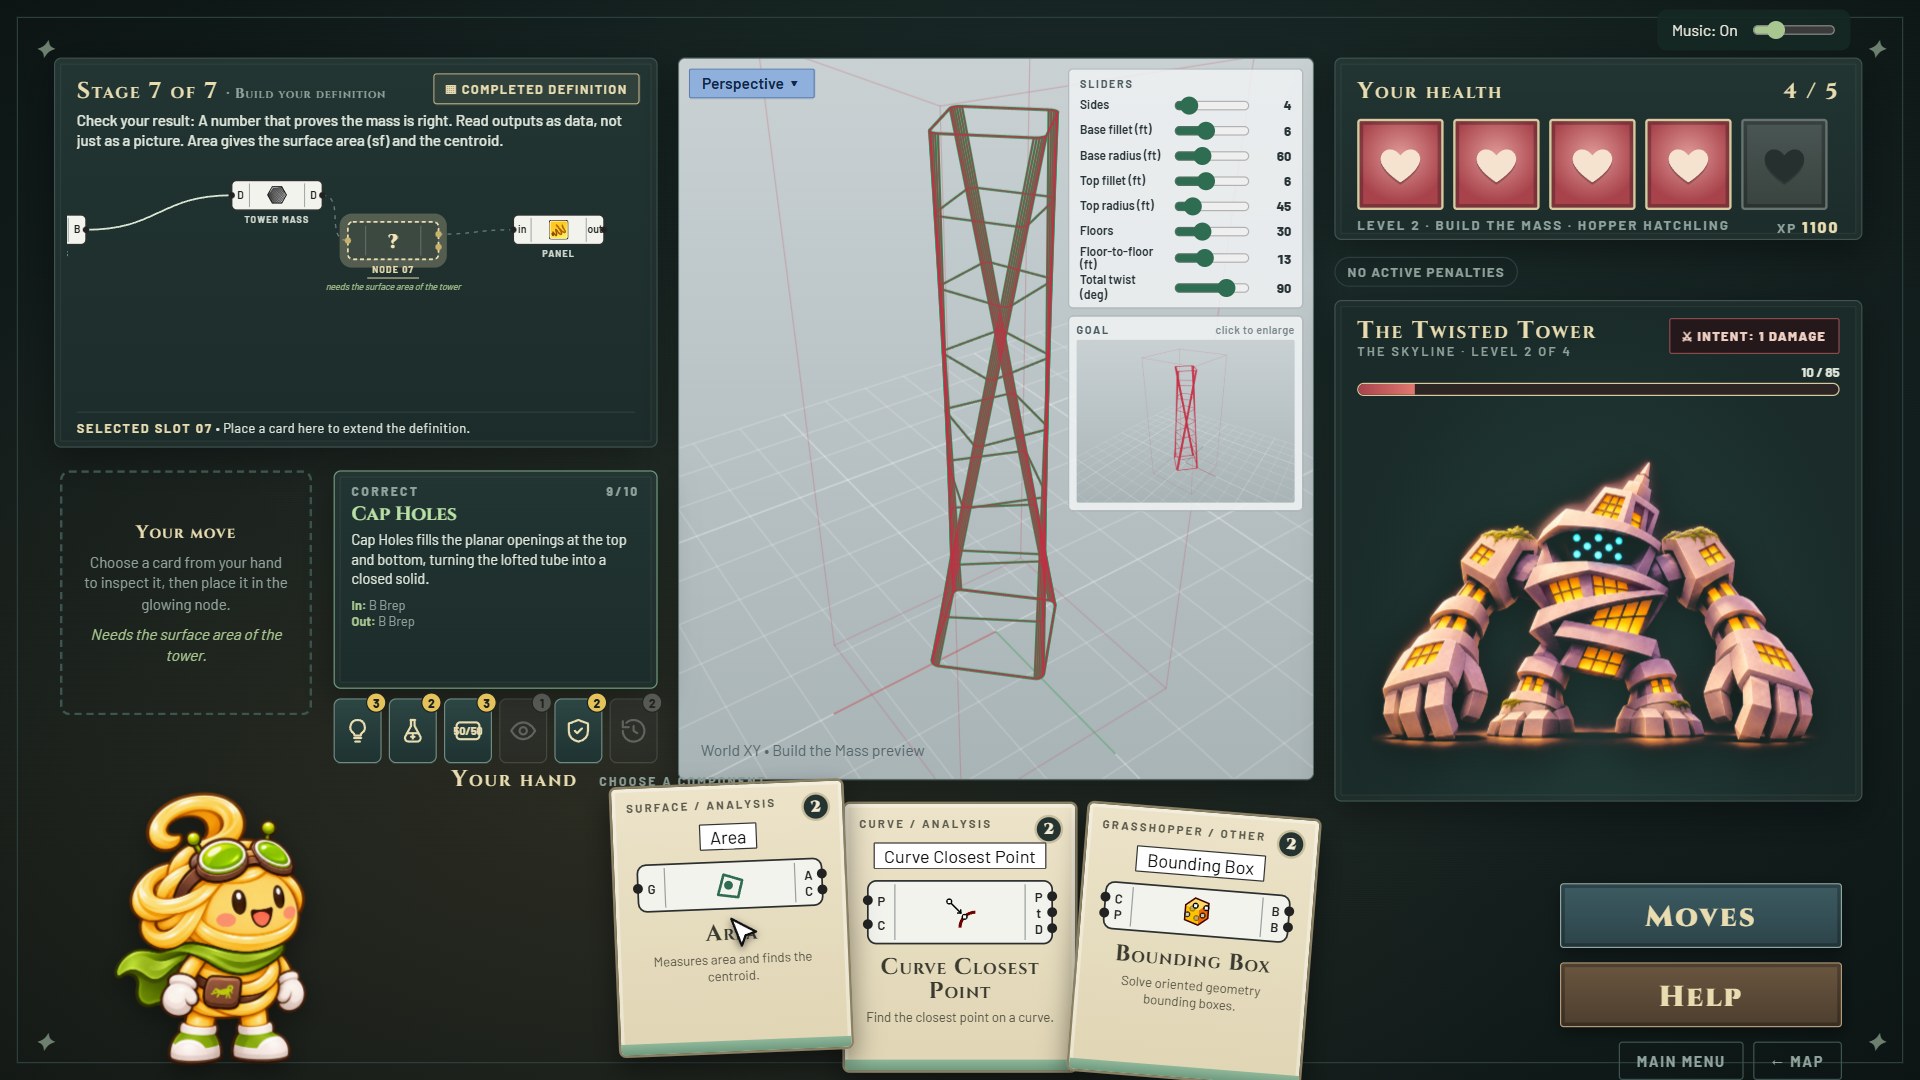 Music: On
STAGE 7 OF 7 · BUILD YOUR DEFINITION
COMPLETED DEFINITION
Check your result: A number that proves the mass is right. Read outputs as data, not
just as a picture. Area gives the surface area (sf) and the centroid.
B
D
D
TOWER MASS
?
NODE 07
needs the surface area of the tower
in
out
PANEL
SELECTED SLOT 07 • Place a card here to extend the definition.
YOUR MOVE
Choose a card from your hand
to inspect it, then place it in the
glowing node.
Needs the surface area of the
tower.
CORRECT
9/10
CAP HOLES
Cap Holes fills the planar openings at the top
and bottom, turning the lofted tube into a
closed solid.
In: B Brep
Out: B Brep
3
2
3
1
2
2
50/50
YOUR HAND
CHOOSE A COMPONENT
Perspective ▼
SLIDERS
Sides 4
Base fillet (ft) 6
Base radius (ft) 60
Top fillet (ft) 6
Top radius (ft) 45
Floors 30
Floor-to-floor
(ft) 13
Total twist
(deg) 90
GOAL
click to enlarge
World XY • Build the Mass preview
YOUR HEALTH
4 / 5
LEVEL 2 · BUILD THE MASS · HOPPER HATCHLING
XP 1100
NO ACTIVE PENALTIES
THE TWISTED TOWER
THE SKYLINE · LEVEL 2 OF 4
INTENT: 1 DAMAGE
10 / 85
SURFACE / ANALYSIS
2
Area
G
A
C
AREA
Measures area and finds the
centroid.
CURVE / ANALYSIS
2
Curve Closest Point
P
C
P
t
D
CURVE CLOSEST
POINT
Find the closest point on a curve.
GRASSHOPPER / OTHER
2
Bounding Box
C
P
B
B
BOUNDING BOX
Solve oriented geometry
bounding boxes.
MOVES
HELP
MAIN MENU
← MAP